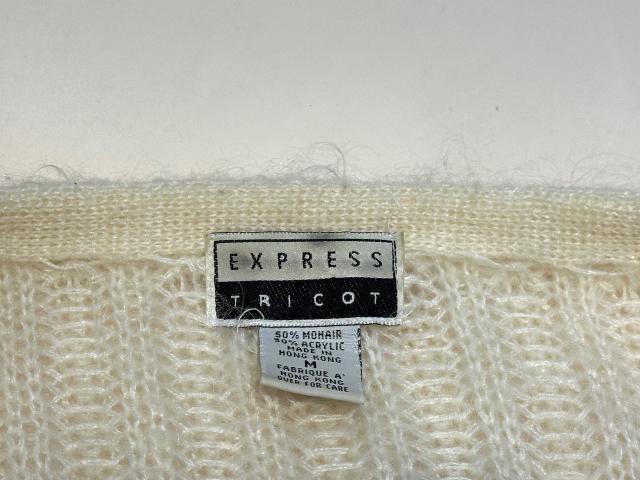 EXPRESS
TRICOT
50% MOHAIR
50% ACRYLIC
MADE IN
HONG KONG
M
FABRIQUE A'
HONG KONG
OVER FOR CARE